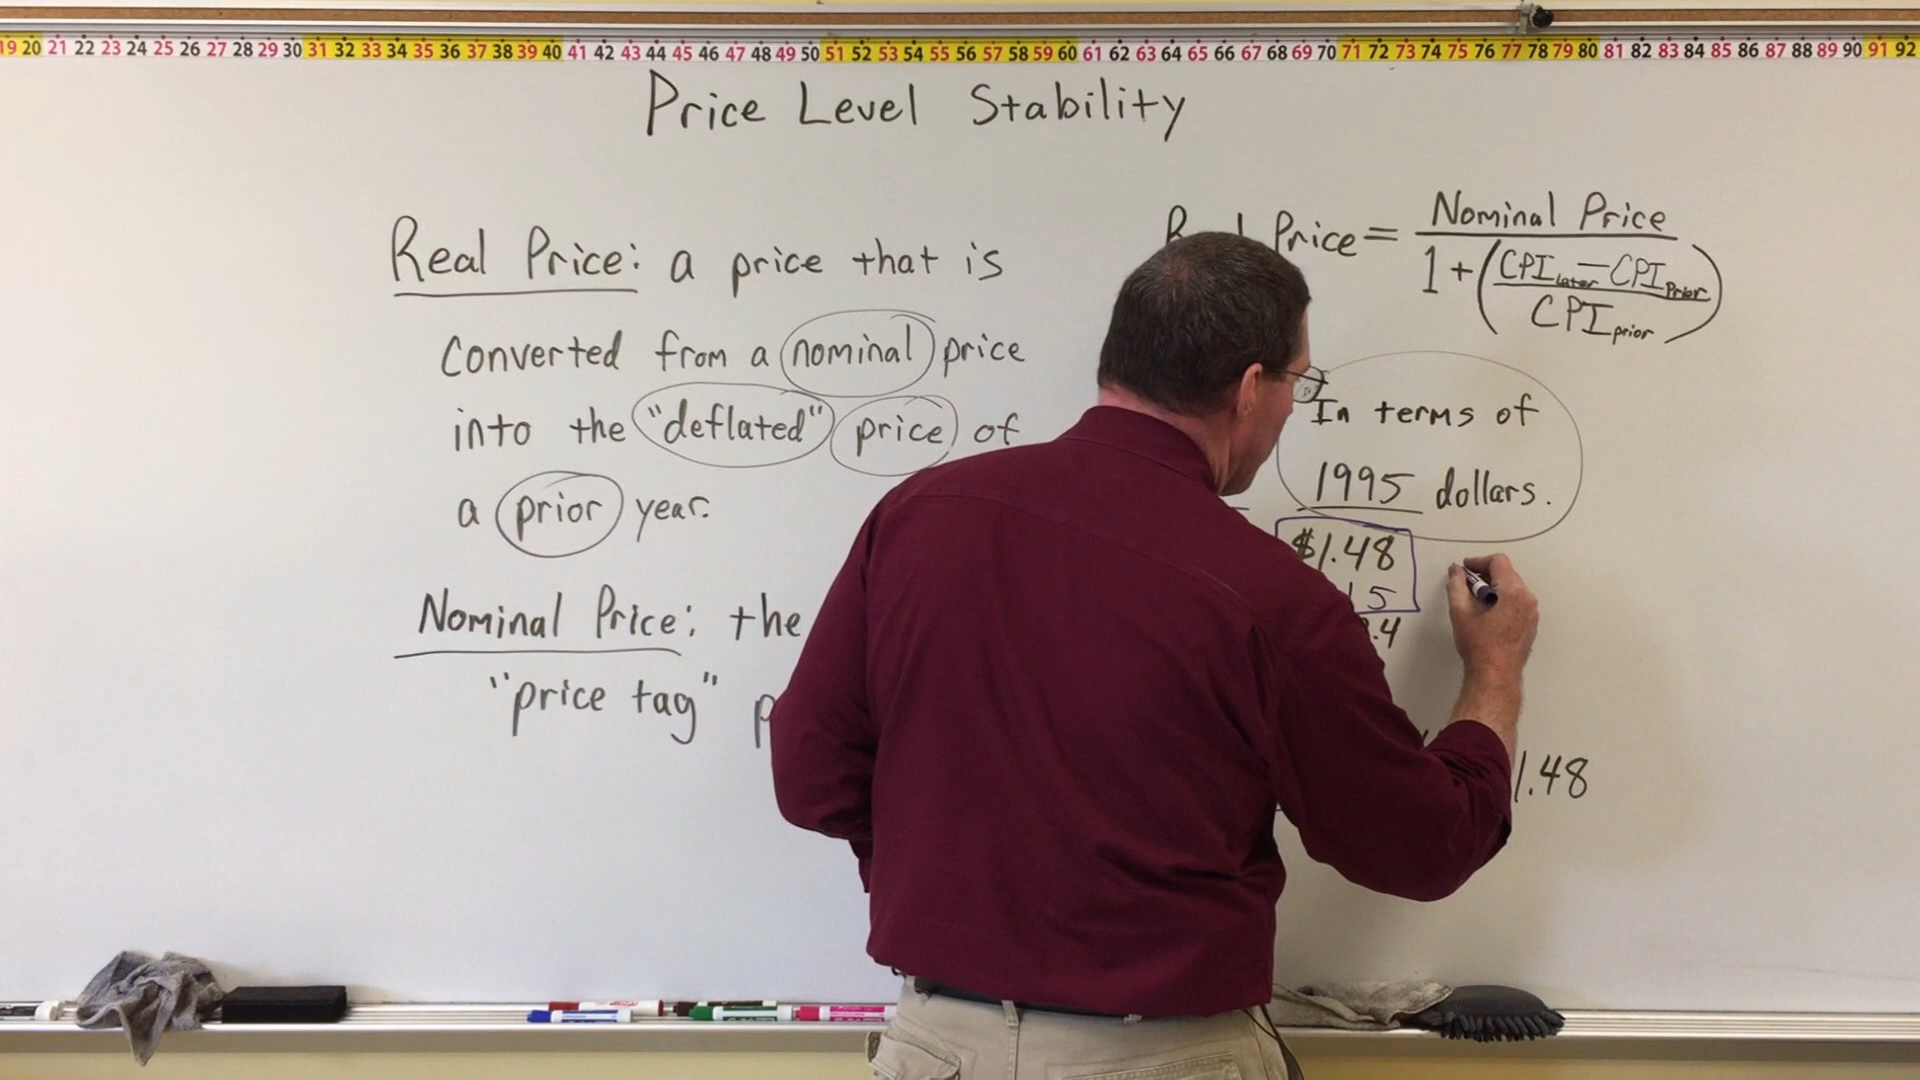 19 20 21 22 23 24 25 26 27 28 29 30 31 32 33 34 35 36 37 38 39 40 41 42 43 44 45 46 47 48 49 50 51 52 53 54 55 56 57 58 59 60 61 62 63 64 65 66 67 68 69 70 71 72 73 74 75 76 77 78 79 80 81 82 83 84 85 86 87 88 89 90 91 92
Price Level Stability
Real Price: a price that is
converted from a nominal price
into the "deflated" price of
a prior year.
Nominal Price: the
"price tag"
Price = Nominal Price
1 + (CPI later - CPI Prior
CPI prior)
In terms of
1995 dollars.
$1.48
15
.4
1.48